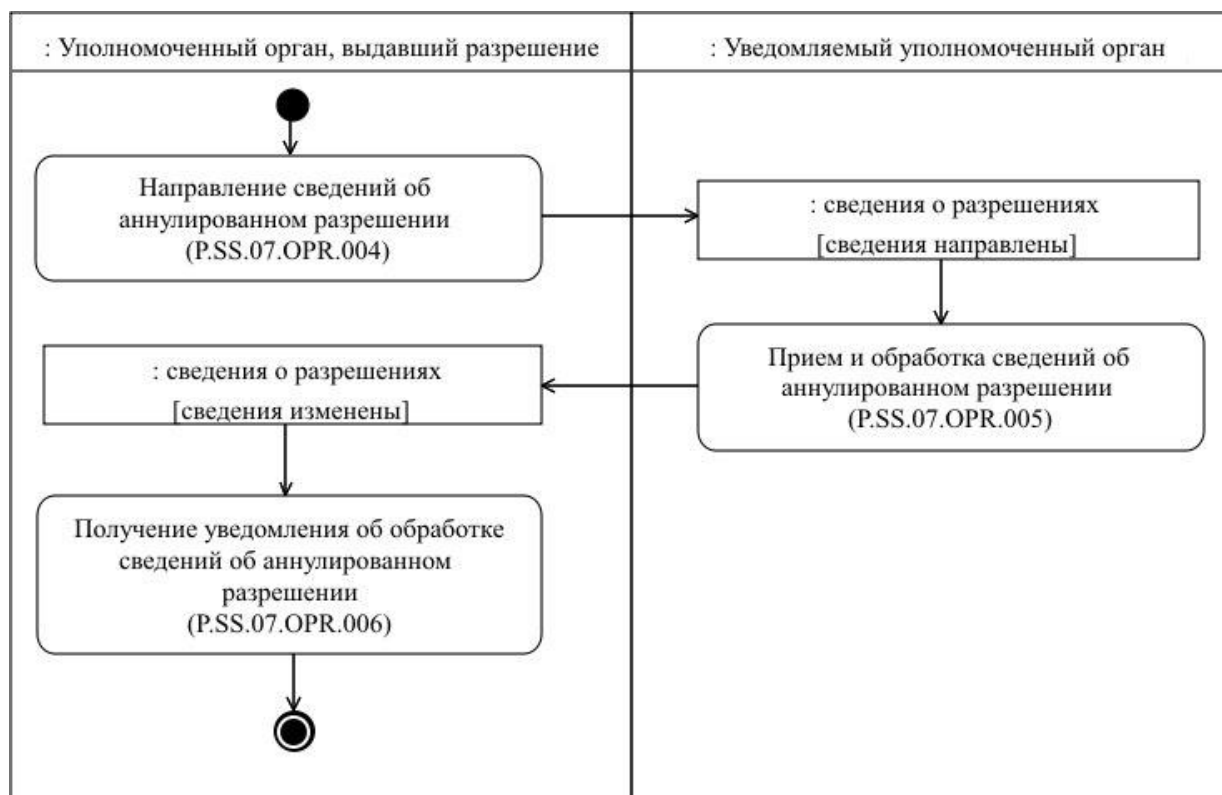 : Уполномоченный орган, выдавший разрешение
: Уведомляемый уполномоченный орган
Направление сведений об
аннулированном разрешении
(P.SS.07.OPR.004)
: сведения о разрешениях
[сведения направлены]
Прием и обработка сведений об
аннулированном разрешении
(P.SS.07.OPR.005)
: сведения о разрешениях
[сведения изменены]
Получение уведомления об обработке
сведений об аннулированном
разрешении
(P.SS.07.OPR.006)